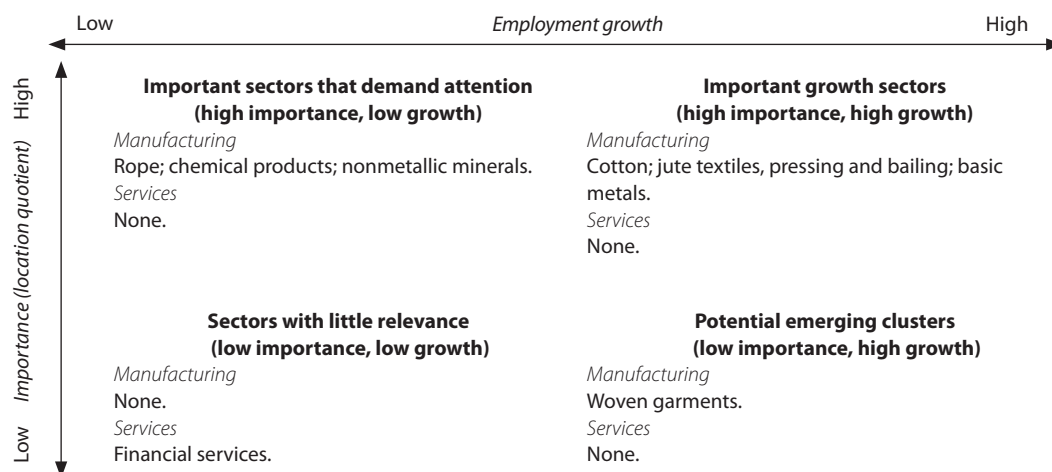 Low Employment growth High
High
Importance (location quotient)
Low
Important sectors that demand attention
(high importance, low growth)
Manufacturing
Rope; chemical products; nonmetallic minerals.
Services
None.
Important growth sectors
(high importance, high growth)
Manufacturing
Cotton; jute textiles, pressing and bailing; basic
metals.
Services
None.
Sectors with little relevance
(low importance, low growth)
Manufacturing
None.
Services
Financial services.
Potential emerging clusters
(low importance, high growth)
Manufacturing
Woven garments.
Services
None.